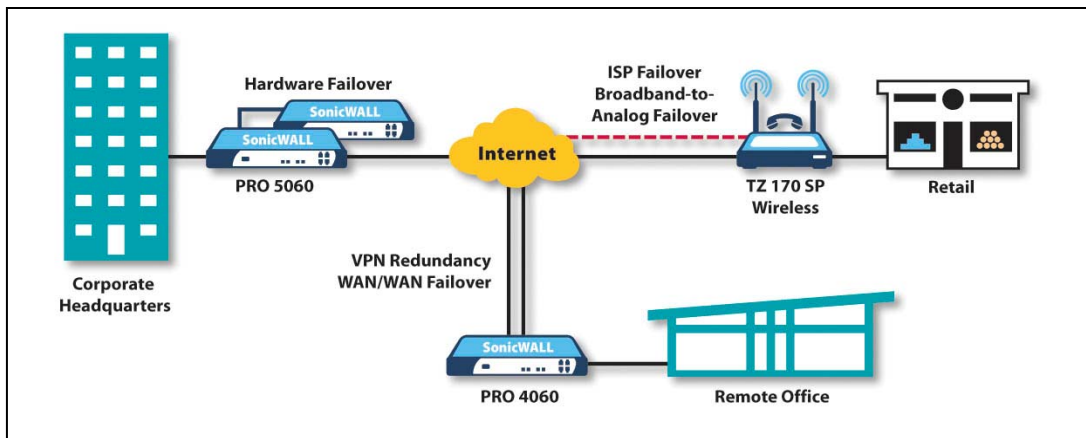 Hardware Failover
SonicWALL
SonicWALL
PRO 5060
Corporate
Headquarters
Internet
ISP Failover
Broadband-to-
Analog Failover
TZ 170 SP
Wireless
Retail
VPN Redundancy
WAN/WAN Failover
SonicWALL
PRO 4060
Remote Office